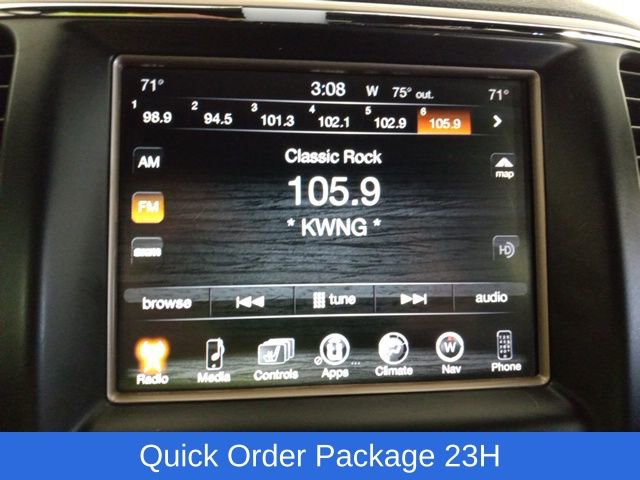 71° 3:08 W 75° out. 71°
1 98.9 2 94.5 3 101.3 4 102.1 5 102.9 6 105.9
AM Classic Rock map
FM 105.9
* KWNG * HD
browse tune audio
Radio Media Controls Apps ... Climate W Nav Phone
Quick Order Package 23H